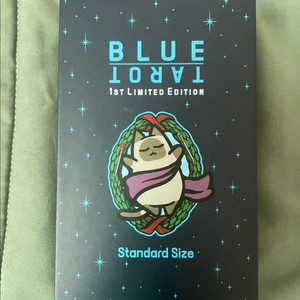 BLUE
TAROT
1ST LIMITED EDITION
Standard Size